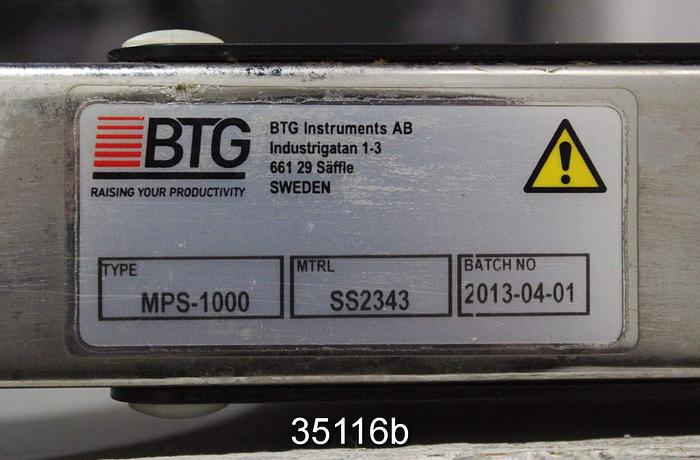 BTG
RAISING YOUR PRODUCTIVITY
BTG Instruments AB
Industrigatan 1-3
661 29 Säffle
SWEDEN
TYPE
MPS-1000
MTRL
SS2343
BATCH NO
2013-04-01
35116b